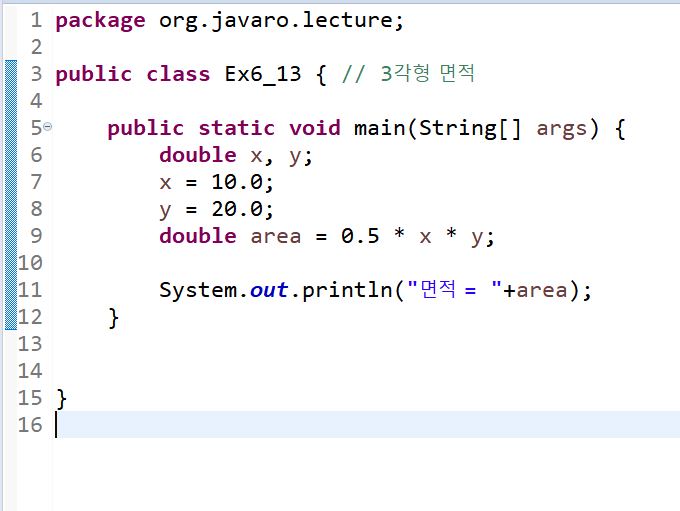 1 package org.javaro.lecture;
2
3 public class Ex6_13 { // 3각형 면적
4
5 public static void main(String[] args) {
6 double x, y;
7 x = 10.0;
8 y = 20.0;
9 double area = 0.5 * x * y;
10
11 System.out.println("면적 = "+area);
12 }
13
14
15 }
16